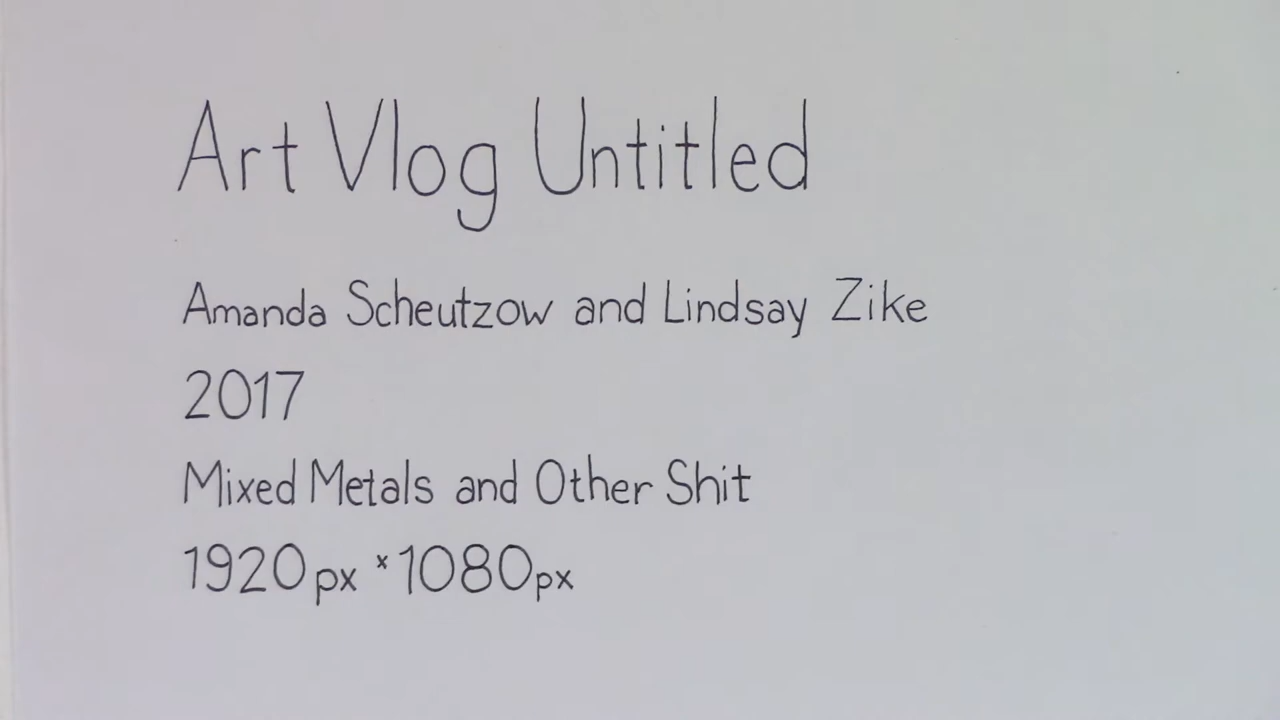 Art Vlog Untitled
Amanda Scheutzow and Lindsay Zike
2017
Mixed Metals and Other Shit
1920px x 1080px